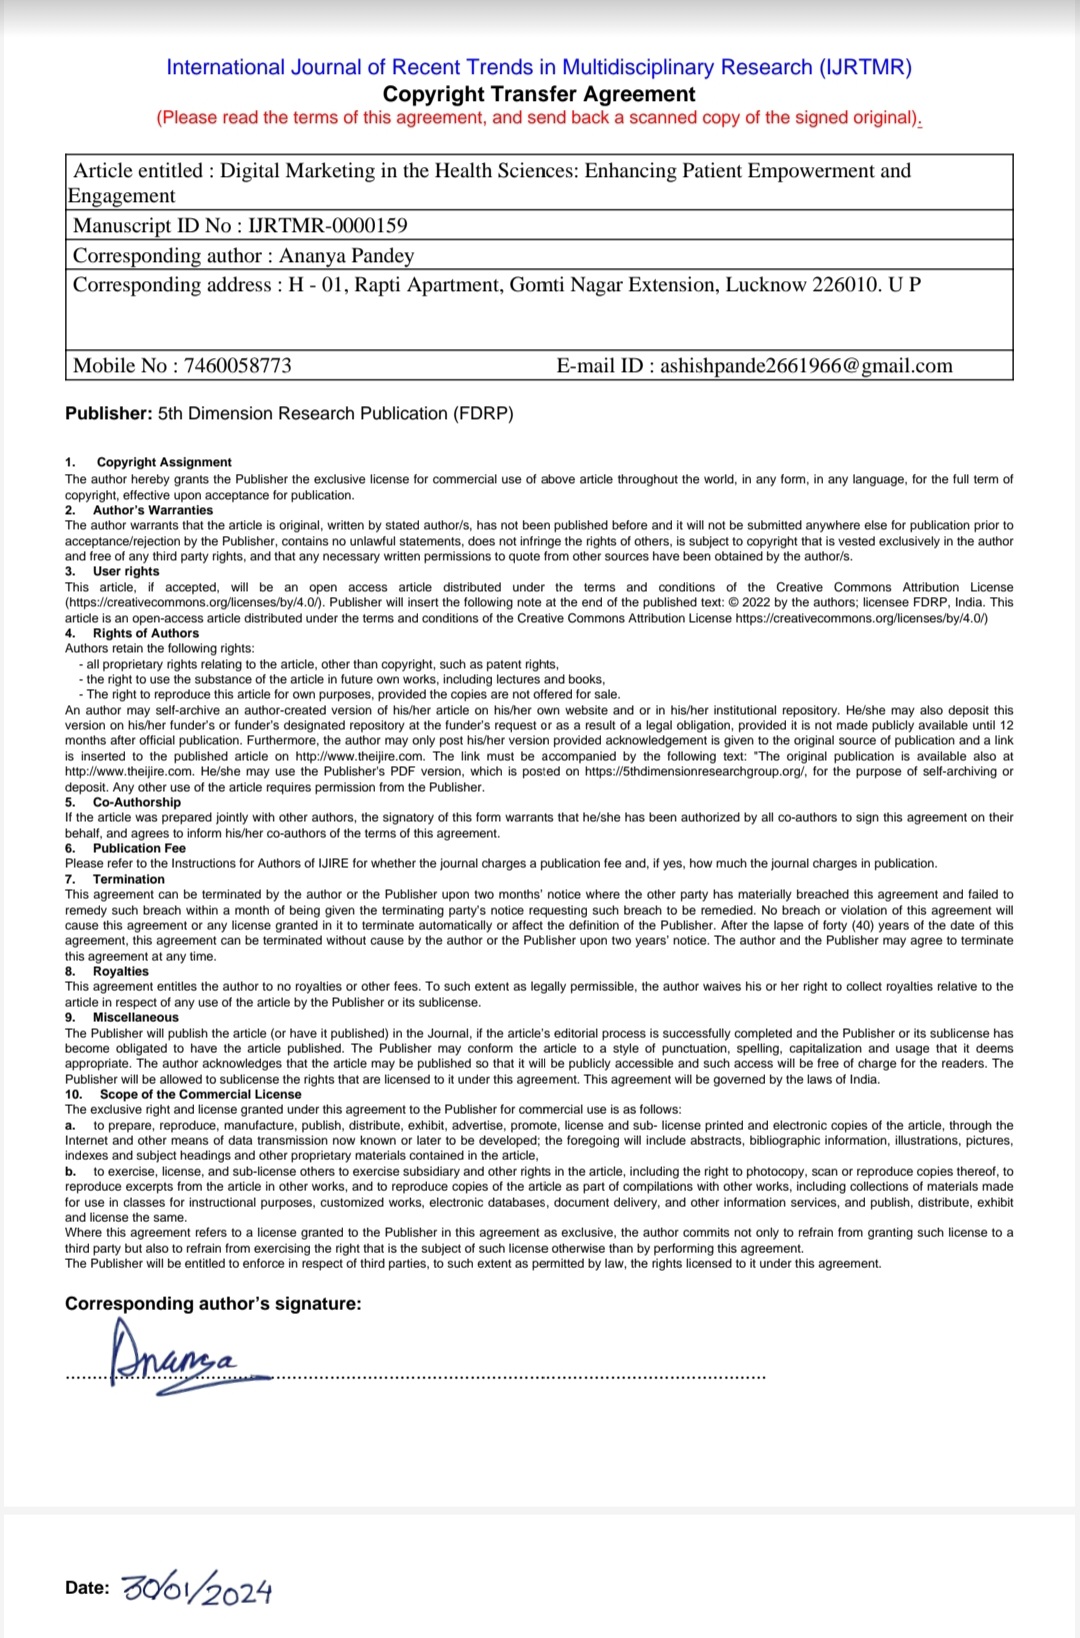 International Journal of Recent Trends in Multidisciplinary Research (IJRTMR)
Copyright Transfer Agreement
(Please read the terms of this agreement, and send back a scanned copy of the signed original).
Article entitled : Digital Marketing in the Health Sciences: Enhancing Patient Empowerment and
Engagement
Manuscript ID No : IJRTMR-0000159
Corresponding author : Ananya Pandey
Corresponding address : H - 01, Rapti Apartment, Gomti Nagar Extension, Lucknow 226010. U P
Mobile No : 7460058773 E-mail ID : ashishpande2661966@gmail.com
Publisher: 5th Dimension Research Publication (FDRP)
1. Copyright Assignment
The author hereby grants the Publisher the exclusive license for commercial use of above article throughout the world, in any form, in any language, for the full term of
copyright, effective upon acceptance for publication.
2. Author's Warranties
The author warrants that the article is original, written by stated author/s, has not been published before and it will not be submitted anywhere else for publication prior to
acceptance/rejection by the Publisher, contains no unlawful statements, does not infringe the rights of others, is subject to copyright that is vested exclusively in the author
and free of any third party rights, and that any necessary written permissions to quote from other sources have been obtained by the author/s.
3. User rights
This article, if accepted, will be an open access article distributed under the terms and conditions of the Creative Commons Attribution License
(https://creativecommons.org/licenses/by/4.0/). Publisher will insert the following note at the end of the published text: © 2022 by the authors; licensee FDRP, India. This
article is an open-access article distributed under the terms and conditions of the Creative Commons Attribution License https://creativecommons.org/licenses/by/4.0/)
4. Rights of Authors
Authors retain the following rights:
- all proprietary rights relating to the article, other than copyright, such as patent rights,
- the right to use the substance of the article in future own works, including lectures and books,
- The right to reproduce this article for own purposes, provided the copies are not offered for sale.
An author may self-archive an author-created version of his/her article on his/her own website and or in his/her institutional repository. He/she may also deposit this
version on his/her funder's or funder's designated repository at the funder's request or as a result of a legal obligation, provided it is not made publicly available until 12
months after official publication. Furthermore, the author may only post his/her version provided acknowledgement is given to the original source of publication and a link
is inserted to the published article on http://www.theijire.com. The link must be accompanied by the following text: "The original publication is available also at
http://www.theijire.com. He/she may use the Publisher's PDF version, which is posted on https://5thdimensionresearchgroup.org/, for the purpose of self-archiving or
deposit. Any other use of the article requires permission from the Publisher.
5. Co-Authorship
If the article was prepared jointly with other authors, the signatory of this form warrants that he/she has been authorized by all co-authors to sign this agreement on their
behalf, and agrees to inform his/her co-authors of the terms of this agreement.
6. Publication Fee
Please refer to the Instructions for Authors of IJIRE for whether the journal charges a publication fee and, if yes, how much the journal charges in publication.
7. Termination
This agreement can be terminated by the author or the Publisher upon two months' notice where the other party has materially breached this agreement and failed to
remedy such breach within a month of being given the terminating party's notice requesting such breach to be remedied. No breach or violation of this agreement will
cause this agreement or any license granted in it to terminate automatically or affect the definition of the Publisher. After the lapse of forty (40) years of the date of this
agreement, this agreement can be terminated without cause by the author or the Publisher upon two years' notice. The author and the Publisher may agree to terminate
this agreement at any time.
8. Royalties
This agreement entitles the author to no royalties or other fees. To such extent as legally permissible, the author waives his or her right to collect royalties relative to the
article in respect of any use of the article by the Publisher or its sublicense.
9. Miscellaneous
The Publisher will publish the article (or have it published) in the Journal, if the article's editorial process is successfully completed and the Publisher or its sublicense has
become obligated to have the article published. The Publisher may conform the article to a style of punctuation, spelling, capitalization and usage that it deems
appropriate. The author acknowledges that the article may be published so that it will be publicly accessible and such access will be free of charge for the readers. The
Publisher will be allowed to sublicense the rights that are licensed to it under this agreement. This agreement will be governed by the laws of India.
10. Scope of the Commercial License
The exclusive right and license granted under this agreement to the Publisher for commercial use is as follows:
a. to prepare, reproduce, manufacture, publish, distribute, exhibit, advertise, promote, license and sub- license printed and electronic copies of the article, through the
Internet and other means of data transmission now known or later to be developed; the foregoing will include abstracts, bibliographic information, illustrations, pictures,
indexes and subject headings and other proprietary materials contained in the article,
b. to exercise, license, and sub-license others to exercise subsidiary and other rights in the article, including the right to photocopy, scan or reproduce copies thereof, to
reproduce excerpts from the article in other works, and to reproduce copies of the article as part of compilations with other works, including collections of materials made
for use in classes for instructional purposes, customized works, electronic databases, document delivery, and other information services, and publish, distribute, exhibit
and license the same.
Where this agreement refers to a license granted to the Publisher in this agreement as exclusive, the author commits not only to refrain from granting such license to a
third party but also to refrain from exercising the right that is the subject of such license otherwise than by performing this agreement.
The Publisher will be entitled to enforce in respect of third parties, to such extent as permitted by law, the rights licensed to it under this agreement.
Corresponding author's signature:
Ananya
Date: 30/01/2024